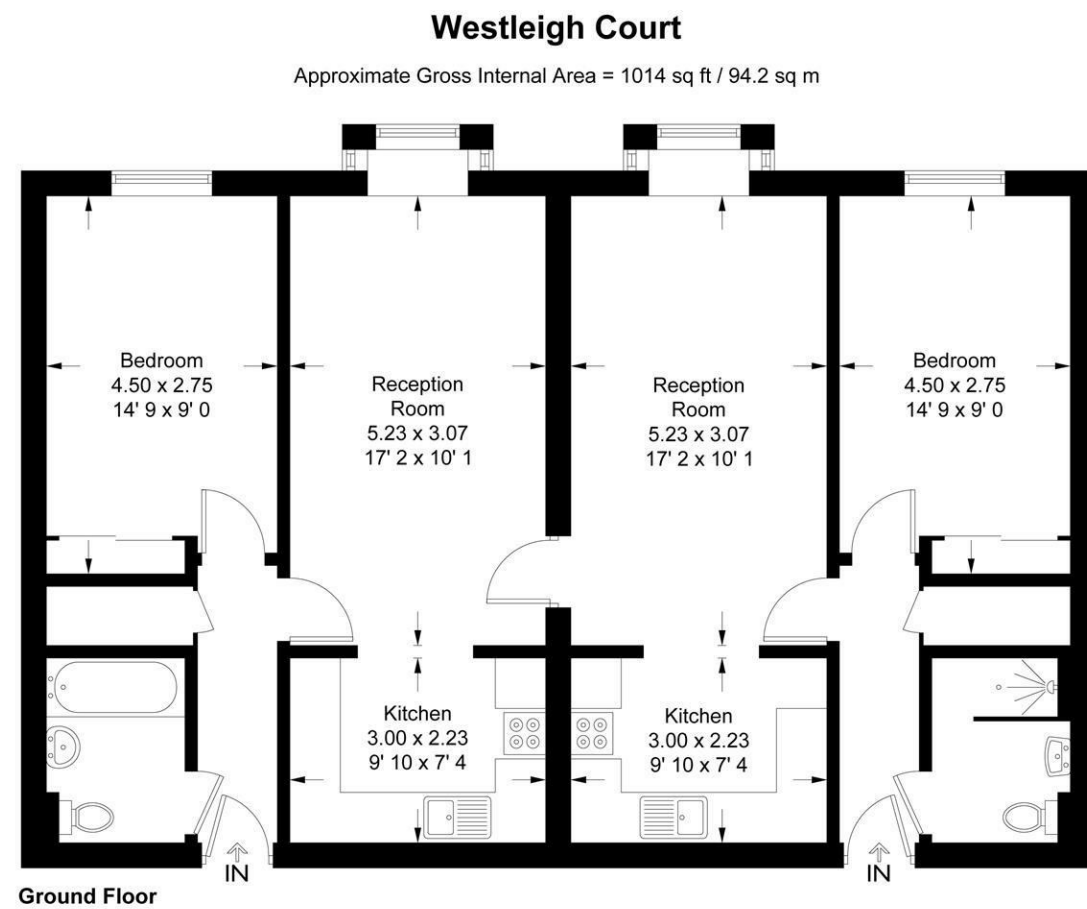 Westleigh Court
Approximate Gross Internal Area = 1014 sq ft / 94.2 sq m
Bedroom
4.50 x 2.75
14' 9 x 9' 0
Reception
Room
5.23 x 3.07
17' 2 x 10' 1
Reception
Room
5.23 x 3.07
17' 2 x 10' 1
Bedroom
4.50 x 2.75
14' 9 x 9' 0
Kitchen
3.00 x 2.23
9' 10 x 7' 4
Kitchen
3.00 x 2.23
9' 10 x 7' 4
IN
IN
Ground Floor